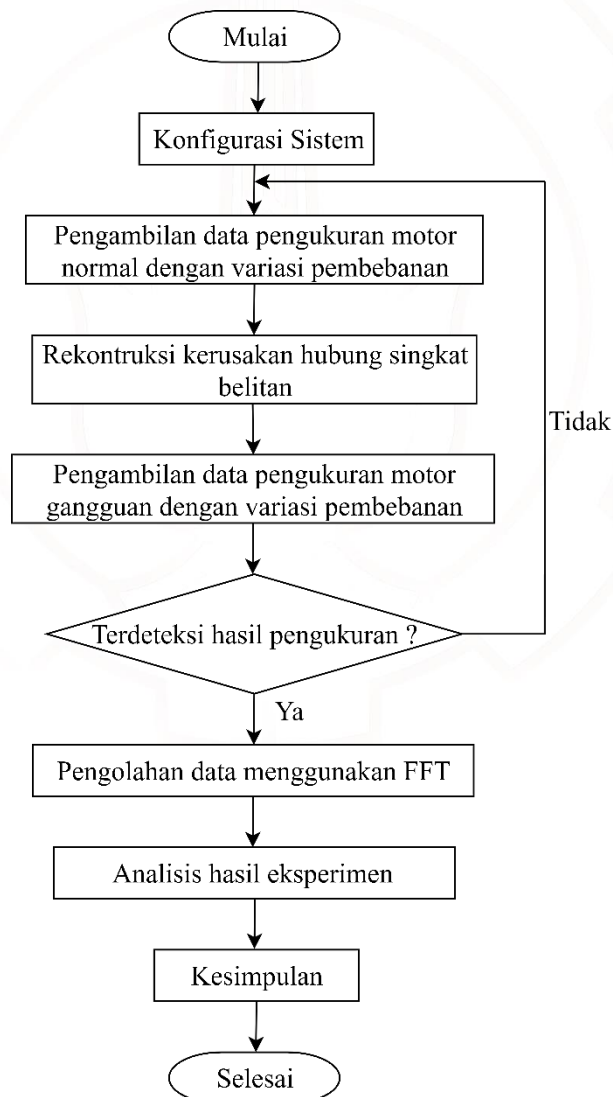 Mulai
Konfigurasi Sistem
Pengambilan data pengukuran motor
normal dengan variasi pembebanan
Rekontruksi kerusakan hubung singkat
belitan
Tidak
Pengambilan data pengukuran motor
gangguan dengan variasi pembebanan
Terdeteksi hasil pengukuran ?
Ya
Pengolahan data menggunakan FFT
Analisis hasil eksperimen
Kesimpulan
Selesai